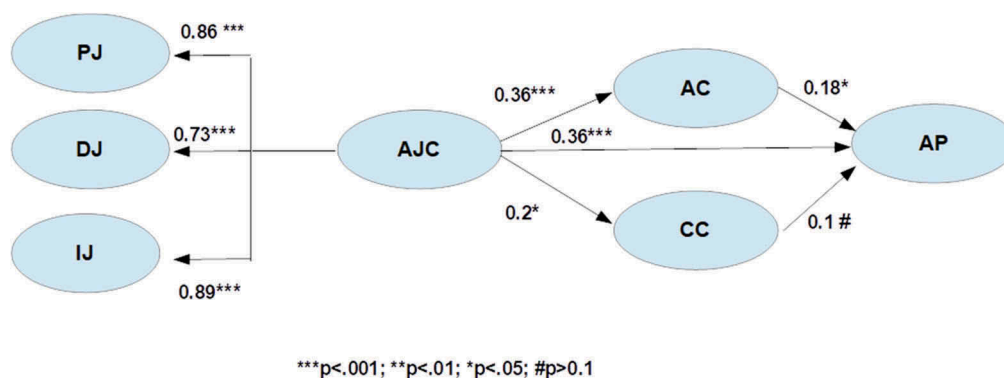 PJ
0.86 ***
DJ
0.73***
IJ
0.89***
AJC
0.36***
AC
0.18*
0.36***
AP
0.2*
CC
0.1 #
***p<.001; **p<.01; *p<.05; #p>0.1